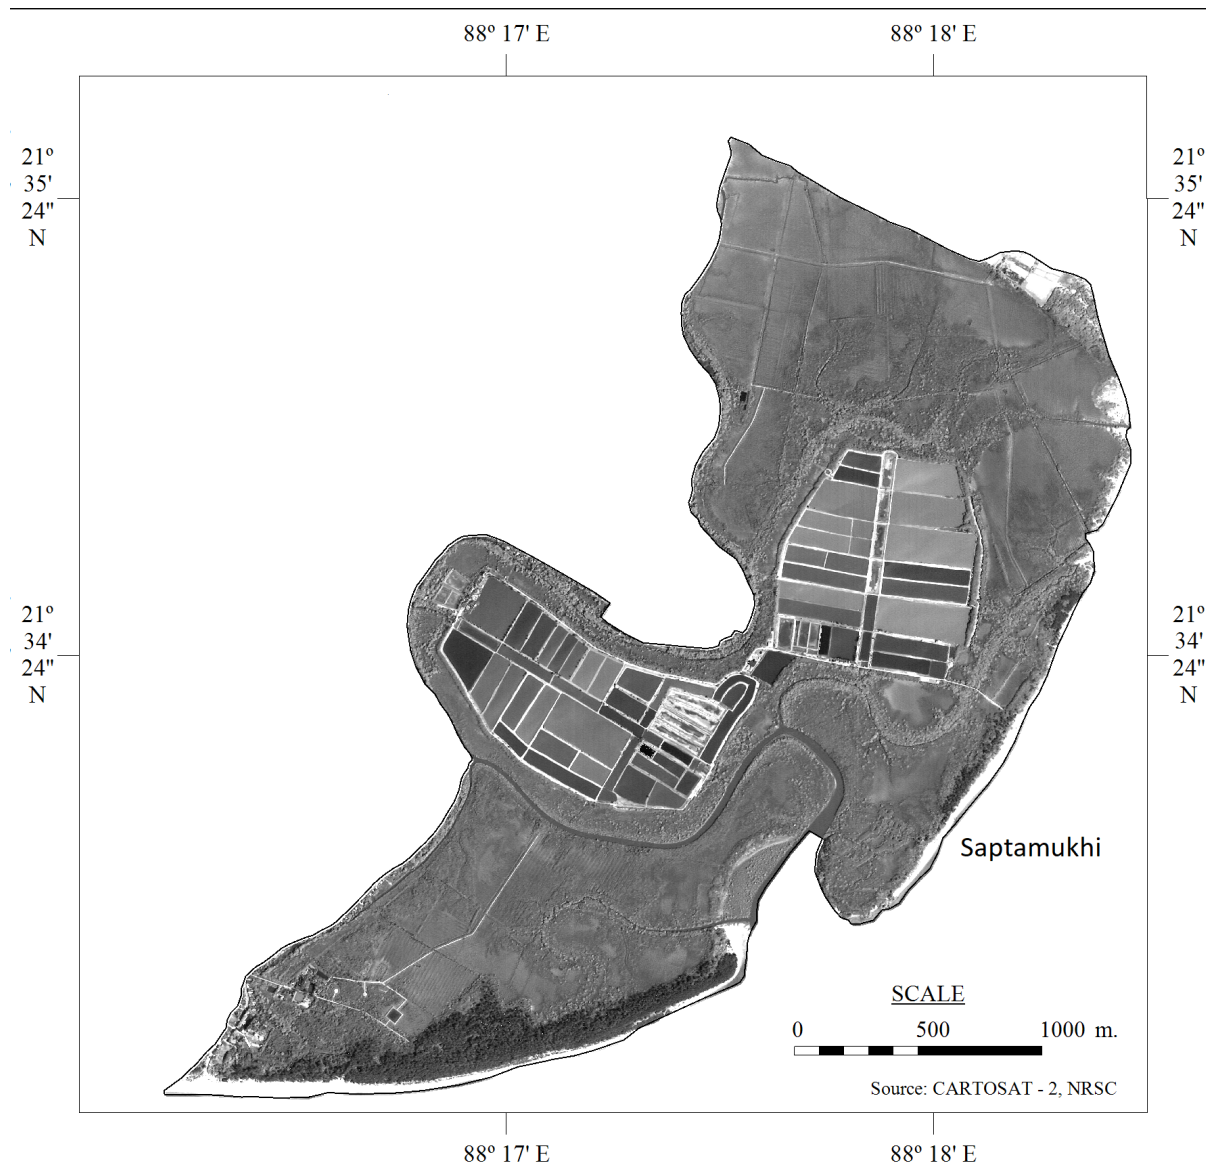 88º 17' E
88º 18' E
21º
35'
24"
N
21º
35'
24"
N
21º
34'
24"
N
21º
34'
24"
N
Saptamukhi
SCALE
0 500 1000 m.
Source: CARTOSAT - 2, NRSC
88º 17' E
88º 18' E